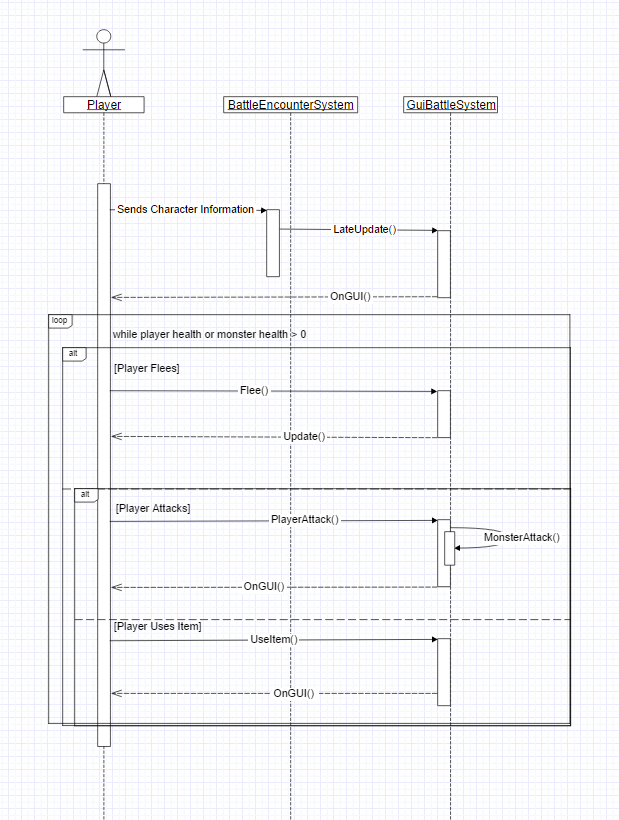 Player
BattleEncounterSystem
GuiBattleSystem
Sends Character Information
LateUpdate()
OnGUI()
loop
while player health or monster health > 0
alt
[Player Flees]
Flee()
Update()
alt
[Player Attacks]
PlayerAttack()
MonsterAttack()
OnGUI()
[Player Uses Item]
UseItem()
OnGUI()